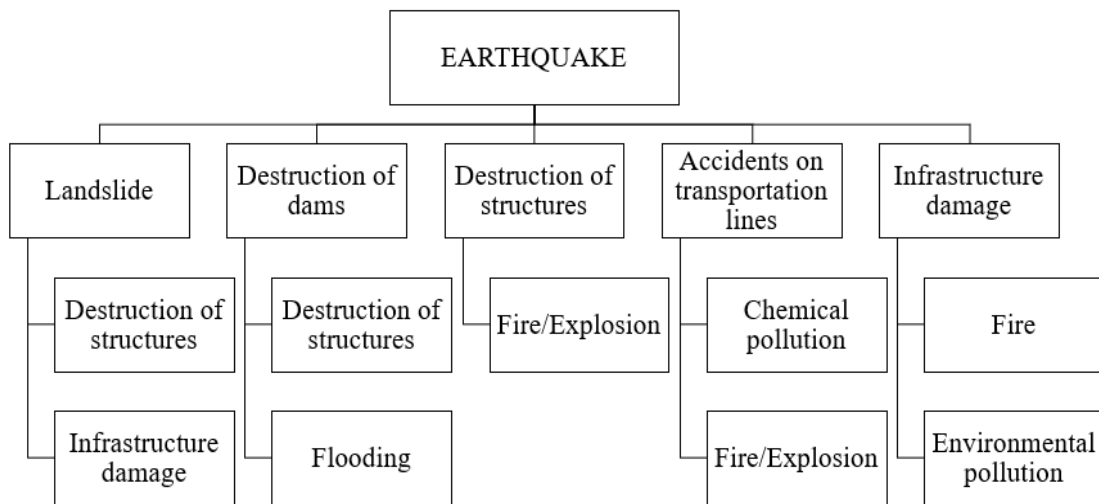 EARTHQUAKE
Landslide
Destruction of
dams
Destruction of
structures
Accidents on
transportation
lines
Infrastructure
damage
Destruction of
structures
Destruction of
structures
Fire/Explosion
Chemical
pollution
Fire
Infrastructure
damage
Flooding
Fire/Explosion
Environmental
pollution